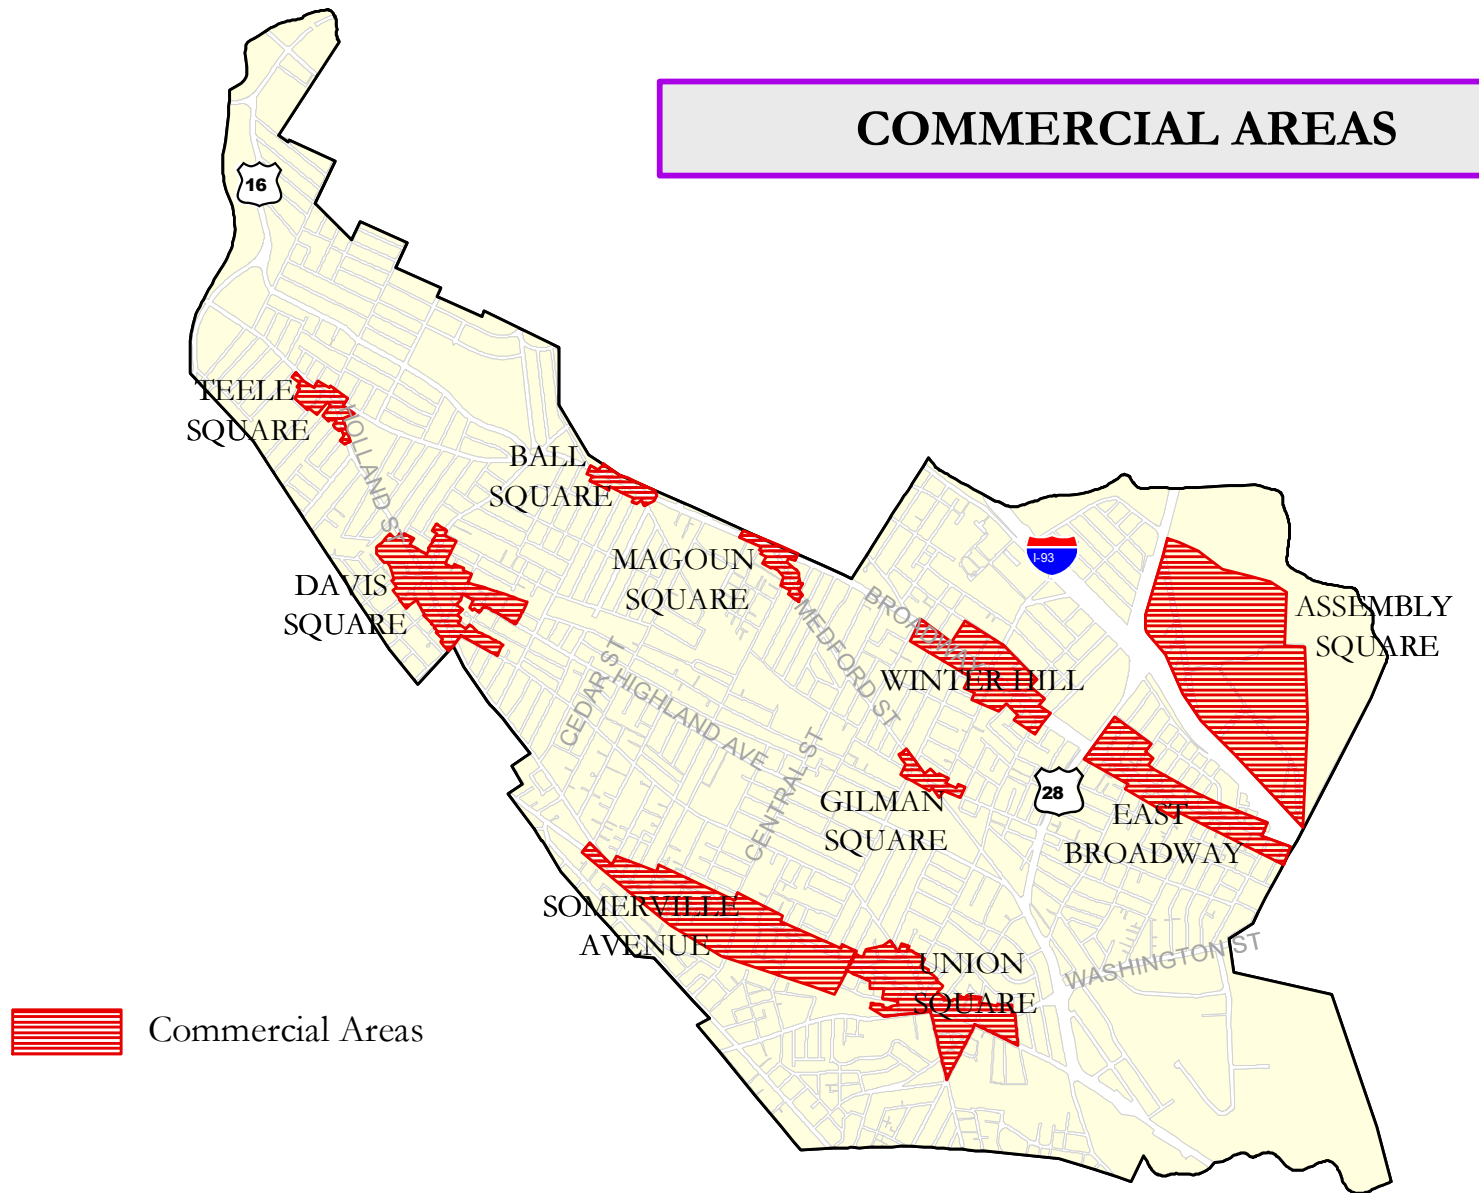 COMMERCIAL AREAS
16
TEELE
SQUARE
HOLLAND ST
BALL
SQUARE
DAVIS
SQUARE
MAGOUN
SQUARE
I-93
ASSEMBLY
SQUARE
BROADWAY
MEDFORD ST
WINTER HILL
CEDAR ST
HIGHLAND AVE
CENTRAL ST
GILMAN
SQUARE
28
EAST
BROADWAY
SOMERVILLE
AVENUE
UNION
SQUARE
WASHINGTON ST
Commercial Areas